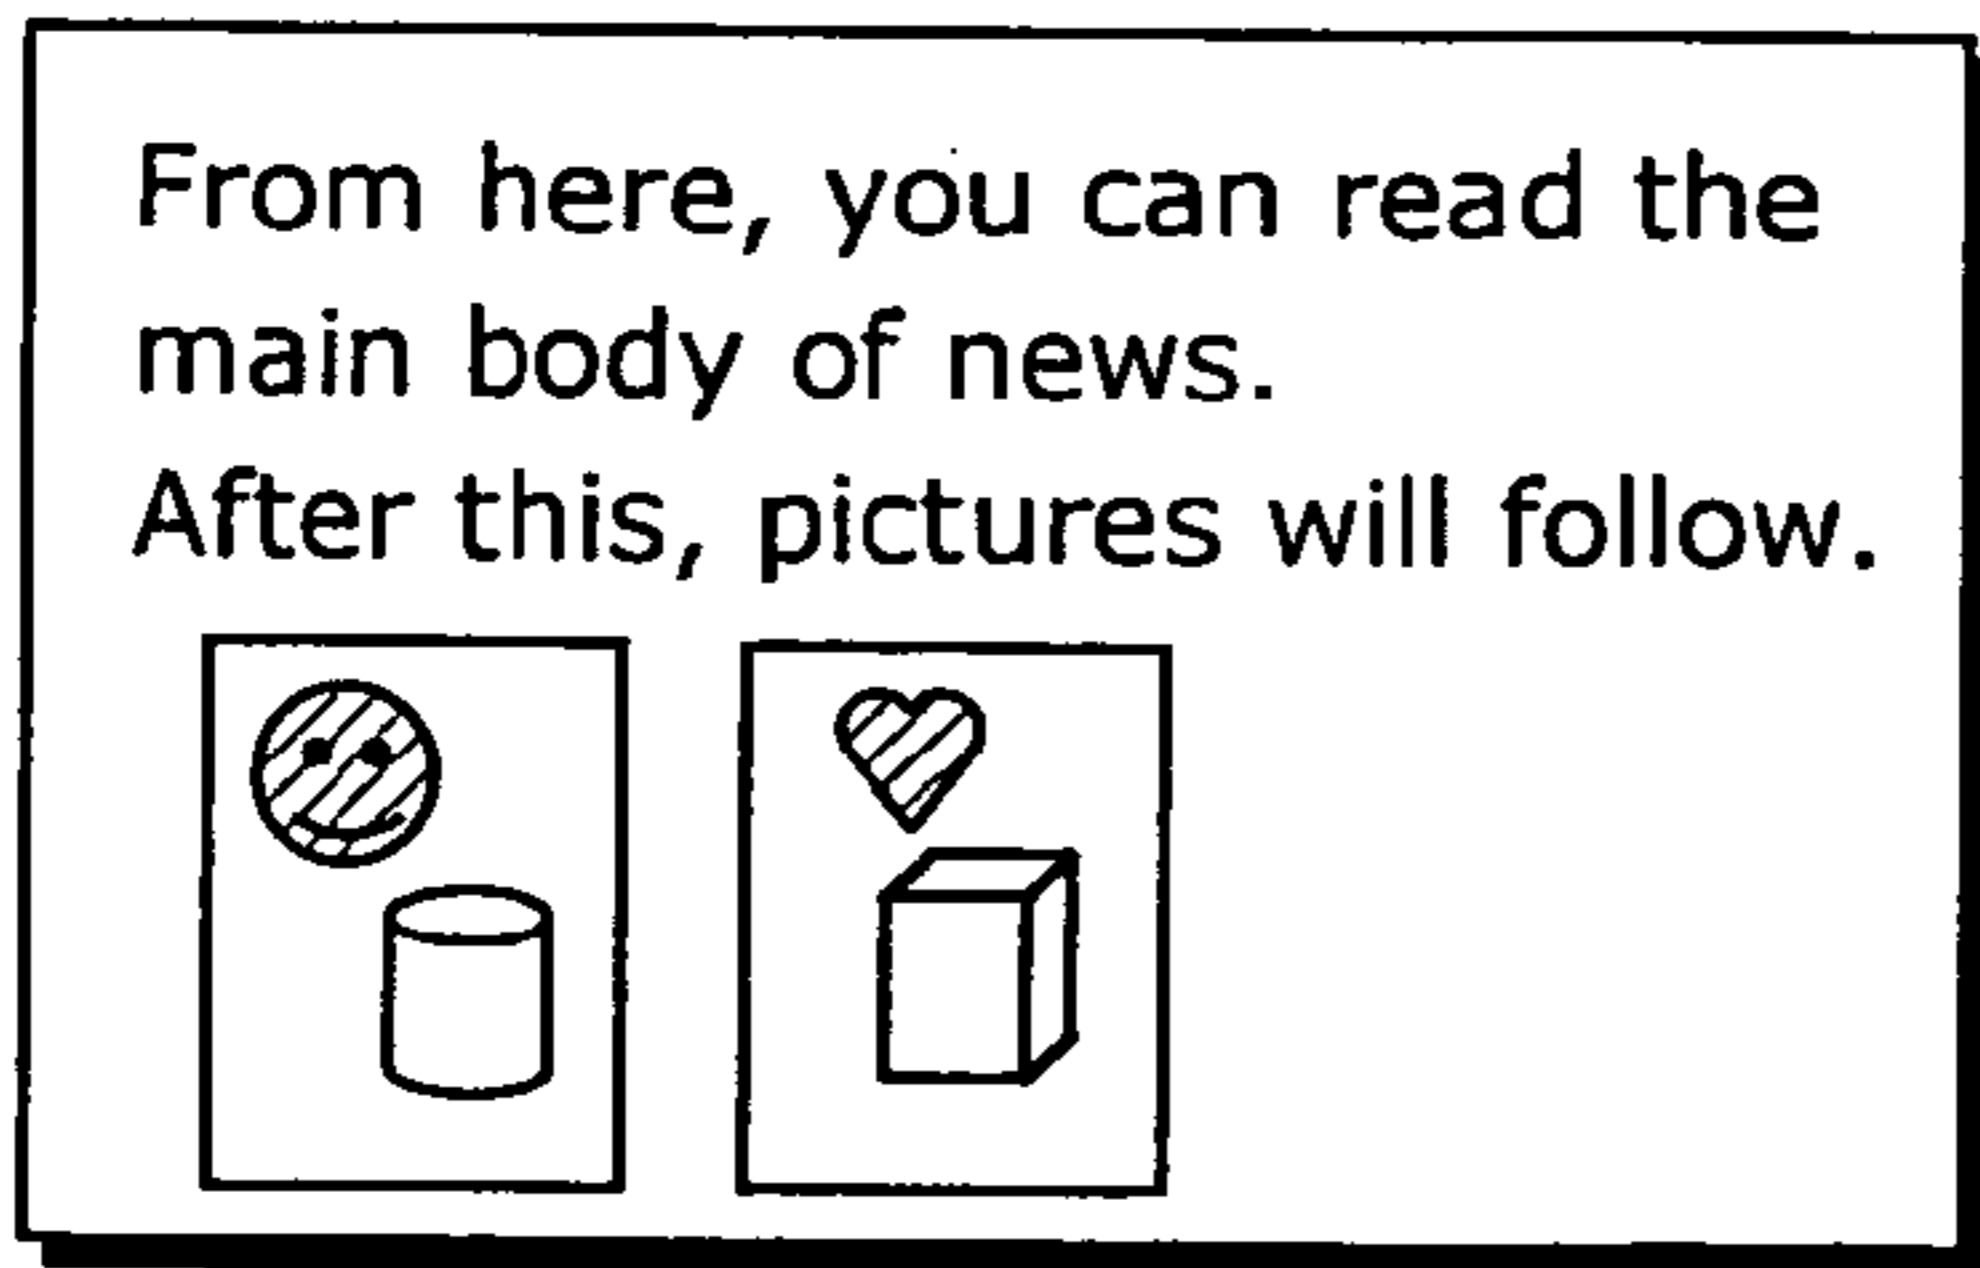 From here, you can read the
main body of news.
After this, pictures will follow.